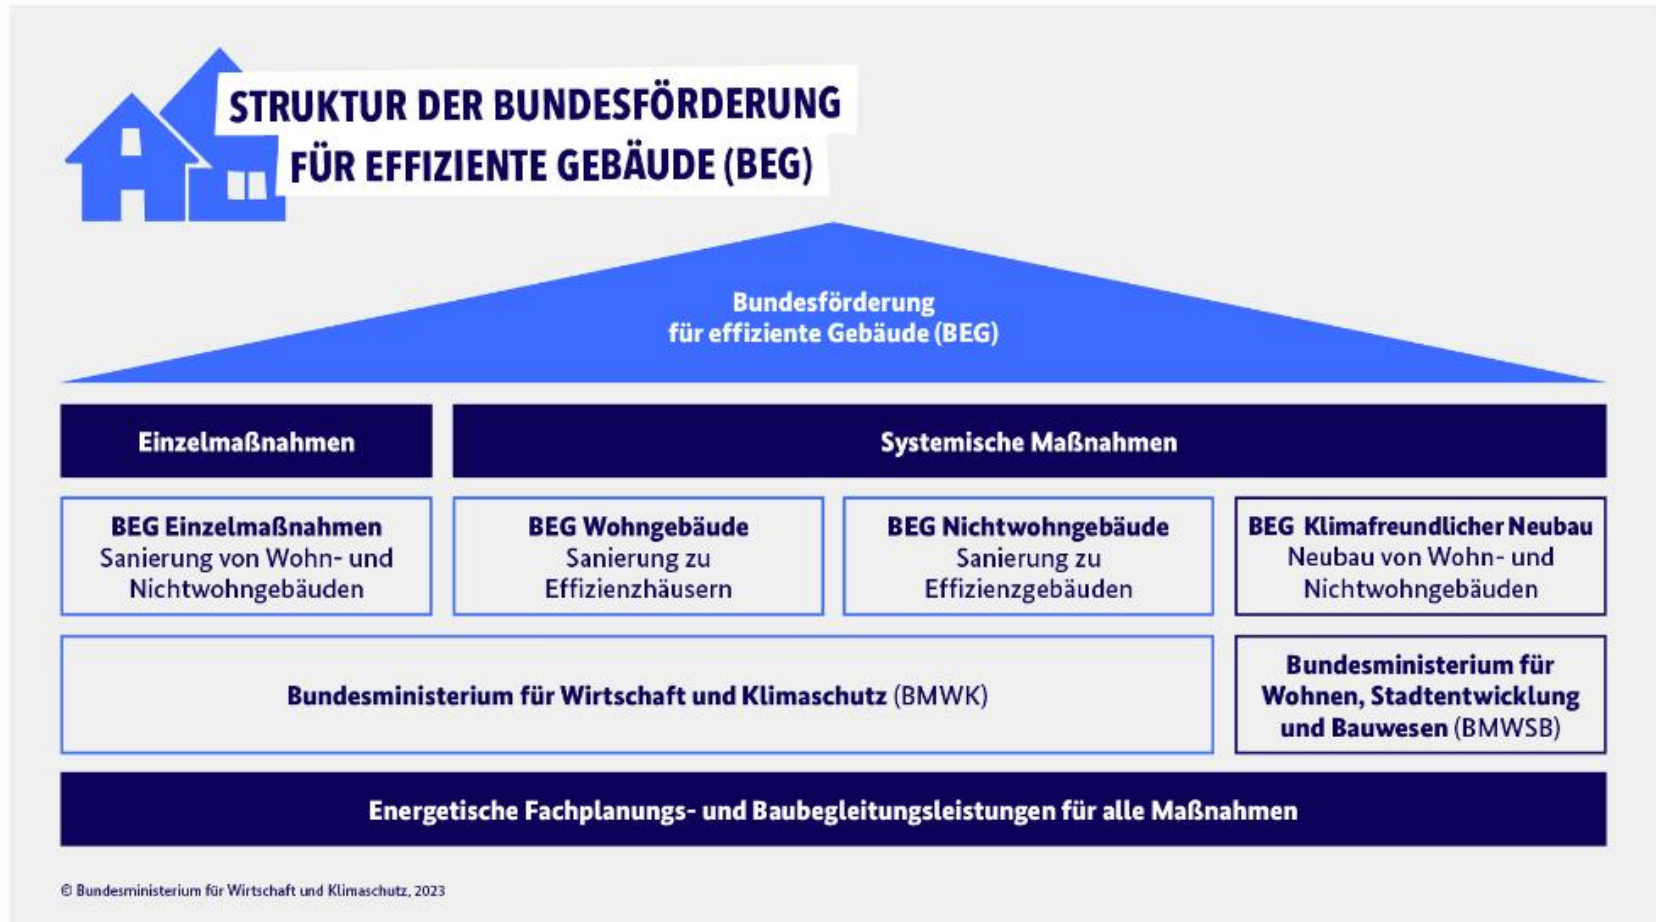 STRUKTUR DER BUNDESFÖRDERUNG
FÜR EFFIZIENTE GEBÄUDE (BEG)
Bundesförderung
für effiziente Gebäude (BEG)
Einzelmaßnahmen
Systemische Maßnahmen
BEG Einzelmaßnahmen
Sanierung von Wohn- und
Nichtwohngebäuden
BEG Wohngebäude
Sanierung zu
Effizienzhäusern
BEG Nichtwohngebäude
Sanierung zu
Effizienzgebäuden
BEG Klimafreundlicher Neubau
Neubau von Wohn- und
Nichtwohngebäuden
Bundesministerium für Wirtschaft und Klimaschutz (BMWK)
Bundesministerium für
Wohnen, Stadtentwicklung
und Bauwesen (BMWSB)
Energetische Fachplanungs- und Baubegleitungsleistungen für alle Maßnahmen
© Bundesministerium für Wirtschaft und Klimaschutz, 2023